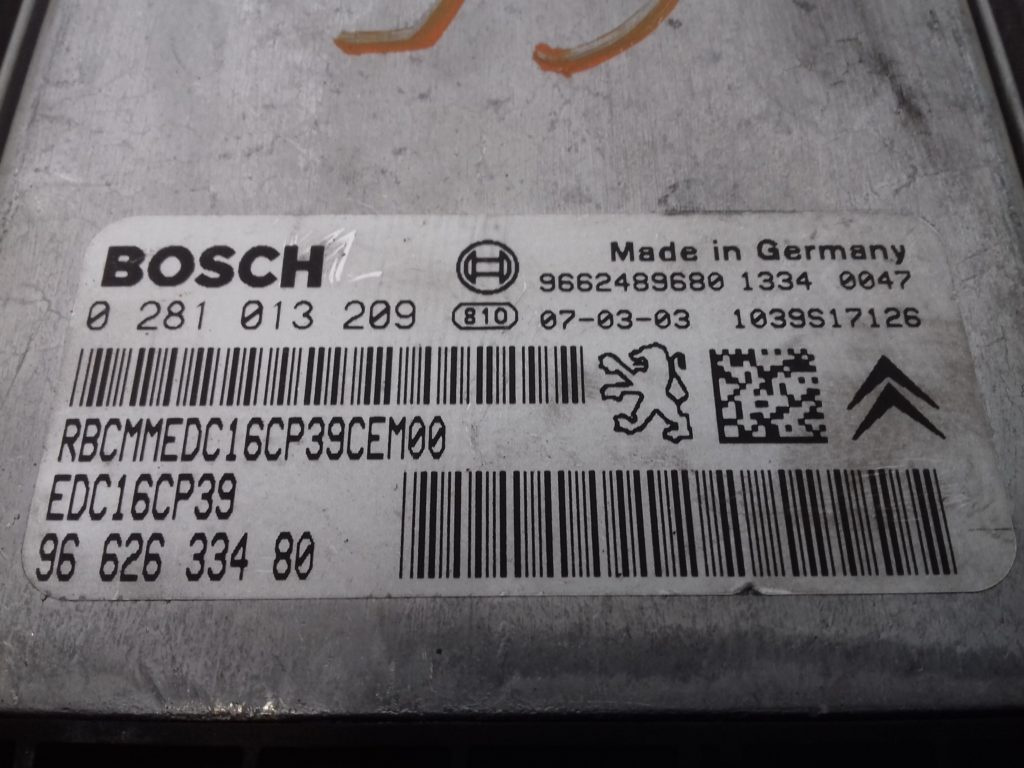 BOSCH
Made in Germany
9662489680 1334 0047
0 281 013 209 810 07-03-03 1039S17126
RBCMMEDC16CP39CEM00
EDC16CP39
96 626 334 80